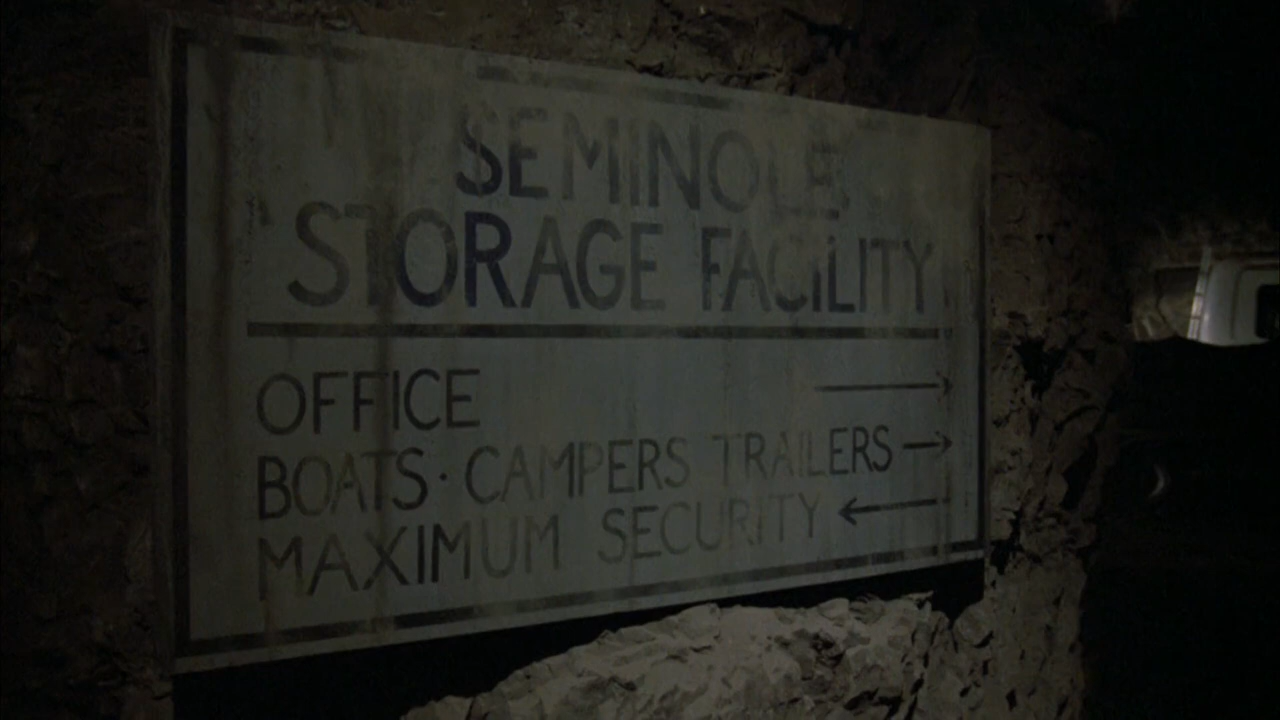 SEMINOLE
STORAGE FACILITY
OFFICE
BOATS · CAMPERS TRAILERS
MAXIMUM SECURITY